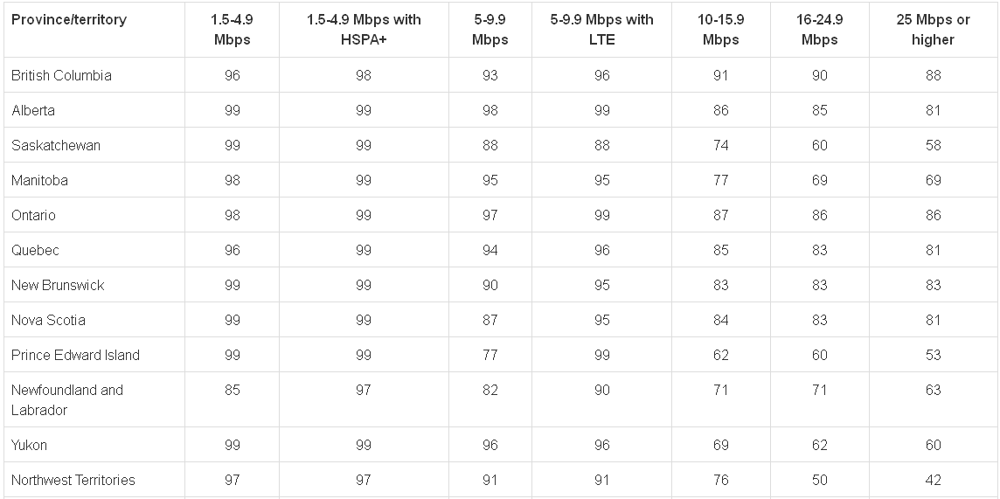 Province/territory 1.5-4.9 Mbps 1.5-4.9 Mbps with HSPA+ 5-9.9 Mbps 5-9.9 Mbps with LTE 10-15.9 Mbps 16-24.9 Mbps 25 Mbps or higher
British Columbia 96 98 93 96 91 90 88
Alberta 99 99 98 99 86 85 81
Saskatchewan 99 99 88 88 74 60 58
Manitoba 98 99 95 95 77 69 69
Ontario 98 99 97 99 87 86 86
Quebec 96 99 94 96 85 83 81
New Brunswick 99 99 90 95 83 83 83
Nova Scotia 99 99 87 95 84 83 81
Prince Edward Island 99 99 77 99 62 60 53
Newfoundland and Labrador 85 97 82 90 71 71 63
Yukon 99 99 96 96 69 62 60
Northwest Territories 97 97 91 91 76 50 42